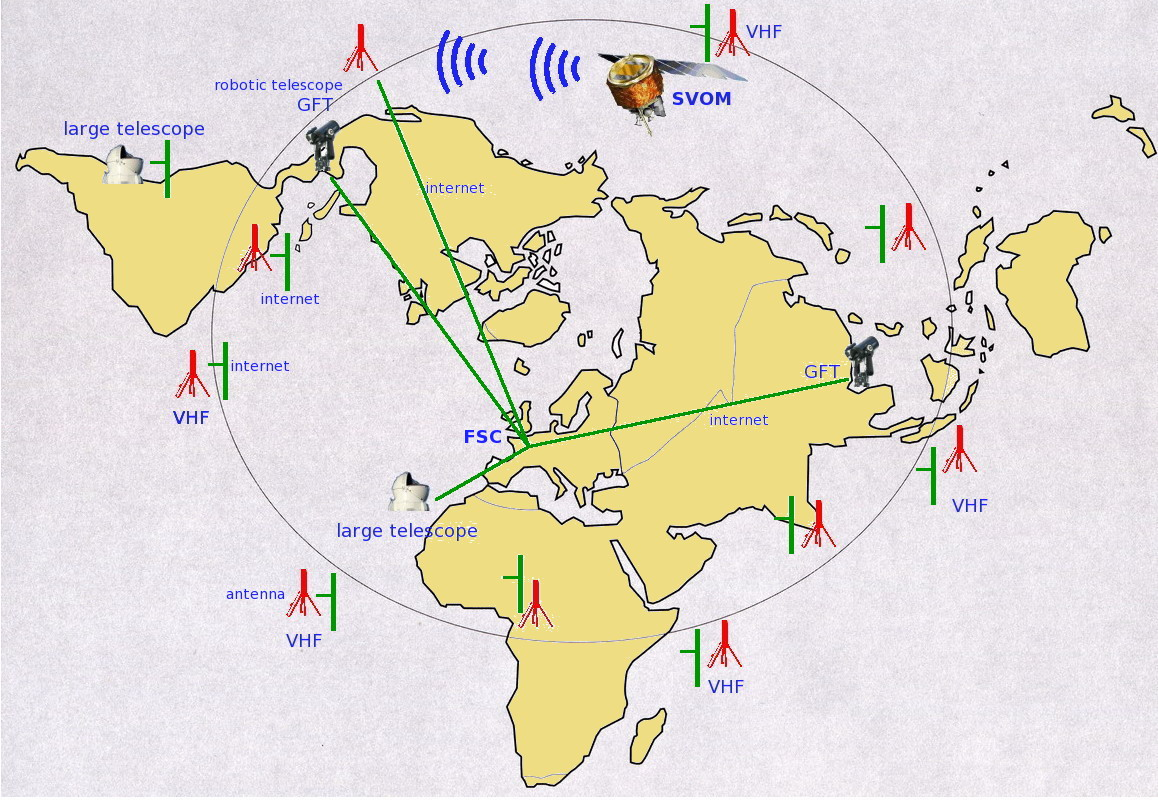 VHF
robotic telescope
GFT
SVOM
large telescope
internet
internet
internet
VHF
GFT
internet
FSC
VHF
large telescope
antenna
VHF
VHF